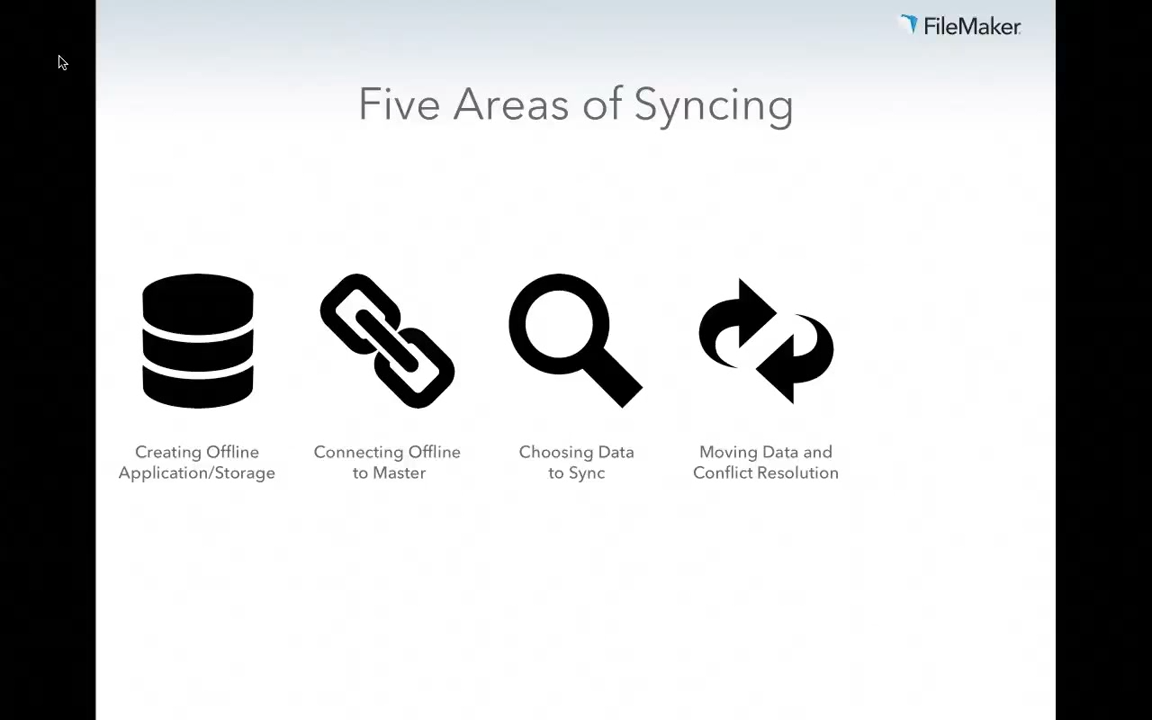 FileMaker
Five Areas of Syncing
Creating Offline
Application/Storage
Connecting Offline
to Master
Choosing Data
to Sync
Moving Data and
Conflict Resolution